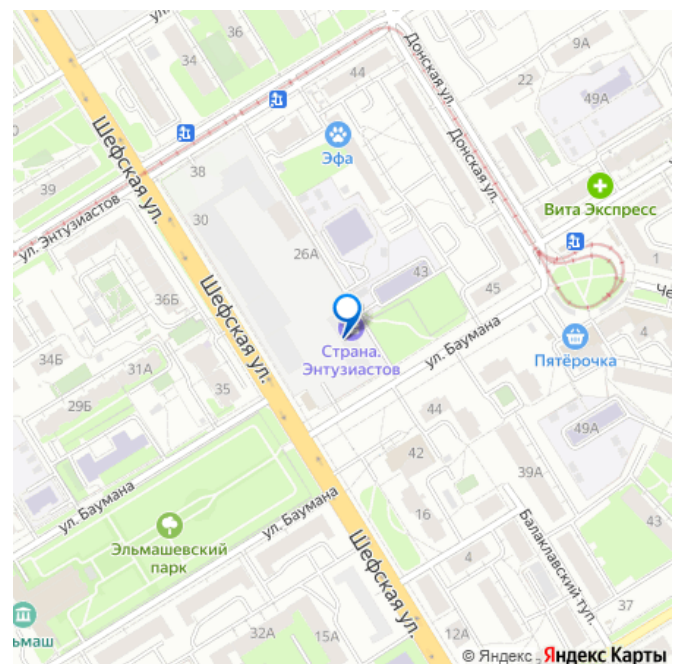 ул.
36
34
44
Донская ул.
9А
22
49А
Шефская ул.
Эфа
Донская ул.
39
38
Вита Экспресс
ул. Энтузиастов
30
26А
43
1
36Б
Шефская ул.
45
4
Страна.
Энтузиастов
ул. Баумана
Пятёрочка
34Б
31А
35
29Б
44
49А
42
39А
ул. Баумана
ул. Баумана
16
43
Эльмашевский
парк
Шефская ул.
Балаклавский туп.
4
37
ьмаш
32А
15А
12А
© Яндекс
Яндекс Карты